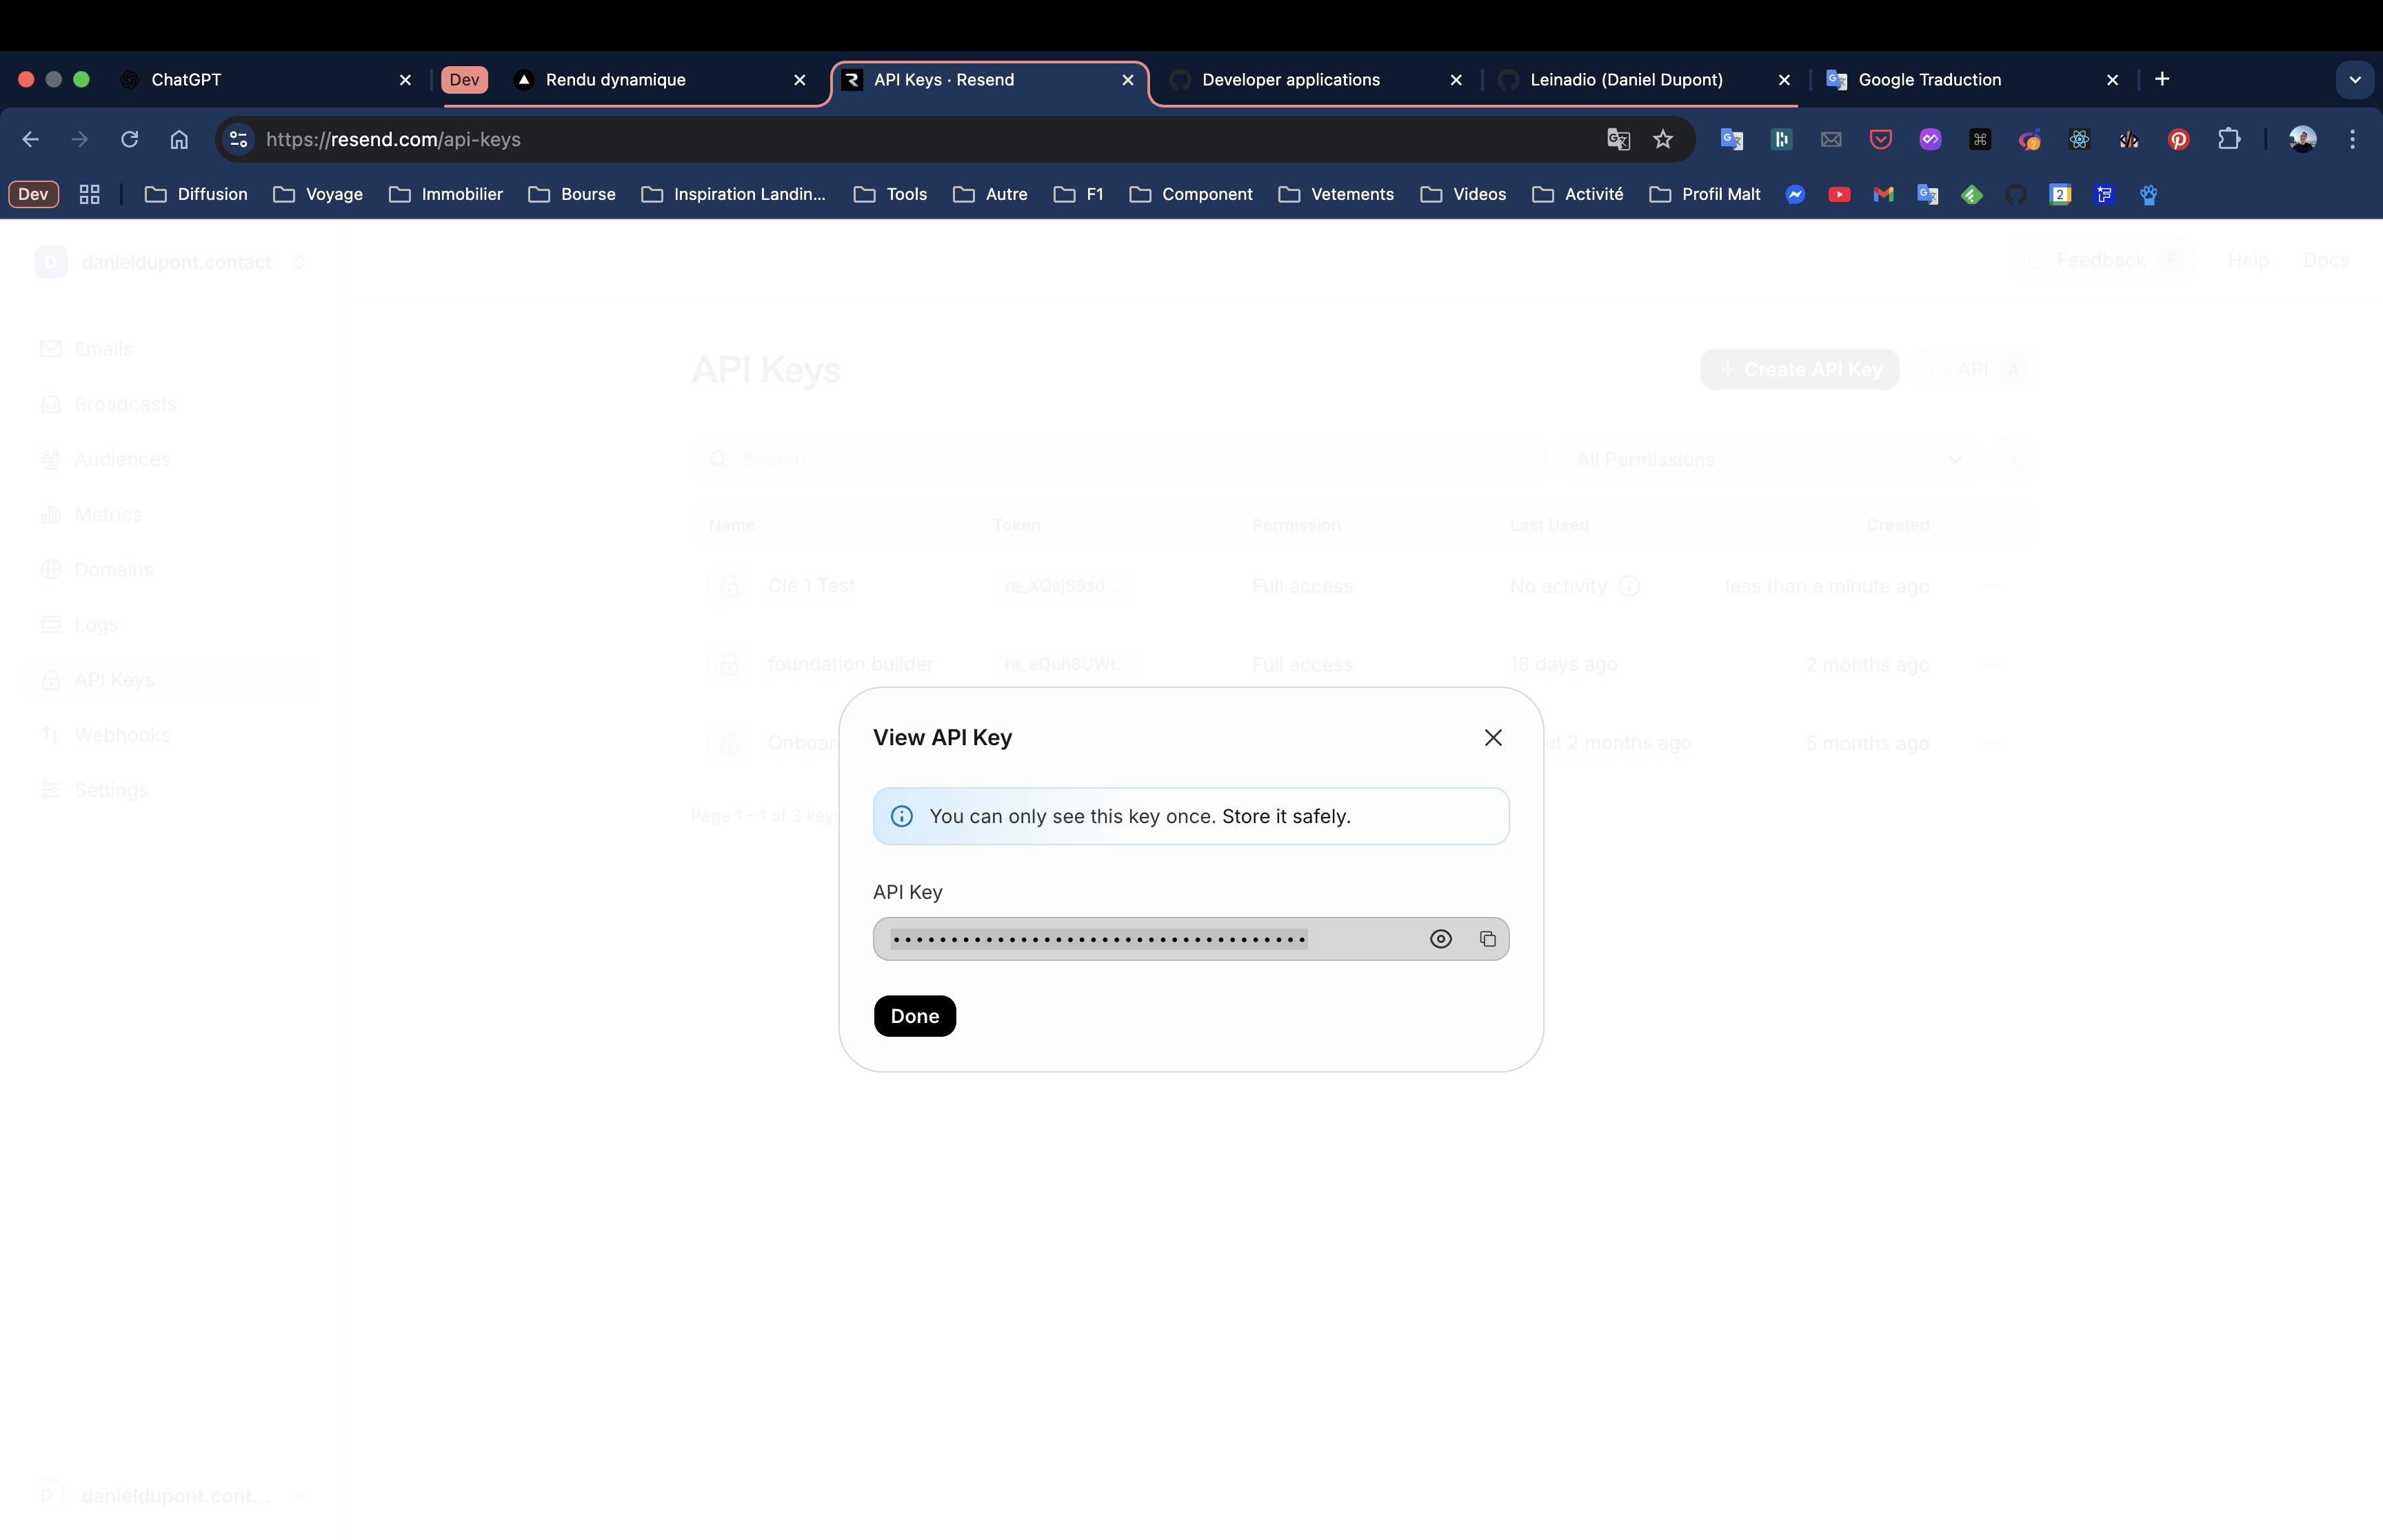 ChatGPT
Dev
Rendu dynamique
API Keys · Resend
Developer applications
Leinadio (Daniel Dupont)
Google Traduction
https://resend.com/api-keys
Dev
Diffusion
Voyage
Immobilier
Bourse
Inspiration Landin...
Tools
Autre
F1
Component
Vetements
Videos
Activité
Profil Malt
D danieldupont.contact
Feedback F
Help
Docs
Emails
Broadcasts
Audiences
Metrics
Domains
Logs
API Keys
Webhooks
Settings
API Keys
+ Create API Key
API A
Search...
All Permissions
Name Token Permission Last Used Created
Clé 1 Test re_XQsjS9sd... Full access No activity less than a minute ago ...
foundation.builder re_eQuh8UWt... Full access 18 days ago 2 months ago ...
Onboar ut 2 months ago 5 months ago ...
Page 1 – 1 of 3 keys
View API Key
You can only see this key once. Store it safely.
API Key
••••••••••••••••••••••••••••••••••••
Done
D danieldupont.cont...